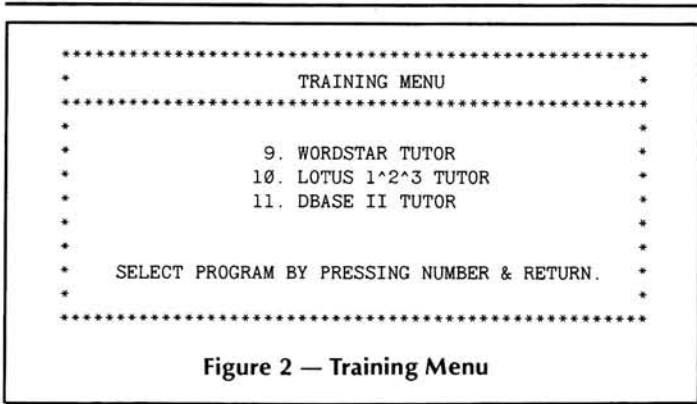 ****************************************************
* TRAINING MENU *
****************************************************
* *
* 9. WORDSTAR TUTOR *
* 10. LOTUS 1^2^3 TUTOR *
* 11. DBASE II TUTOR *
* *
* *
* SELECT PROGRAM BY PRESSING NUMBER & RETURN. *
* *
****************************************************
Figure 2 — Training Menu